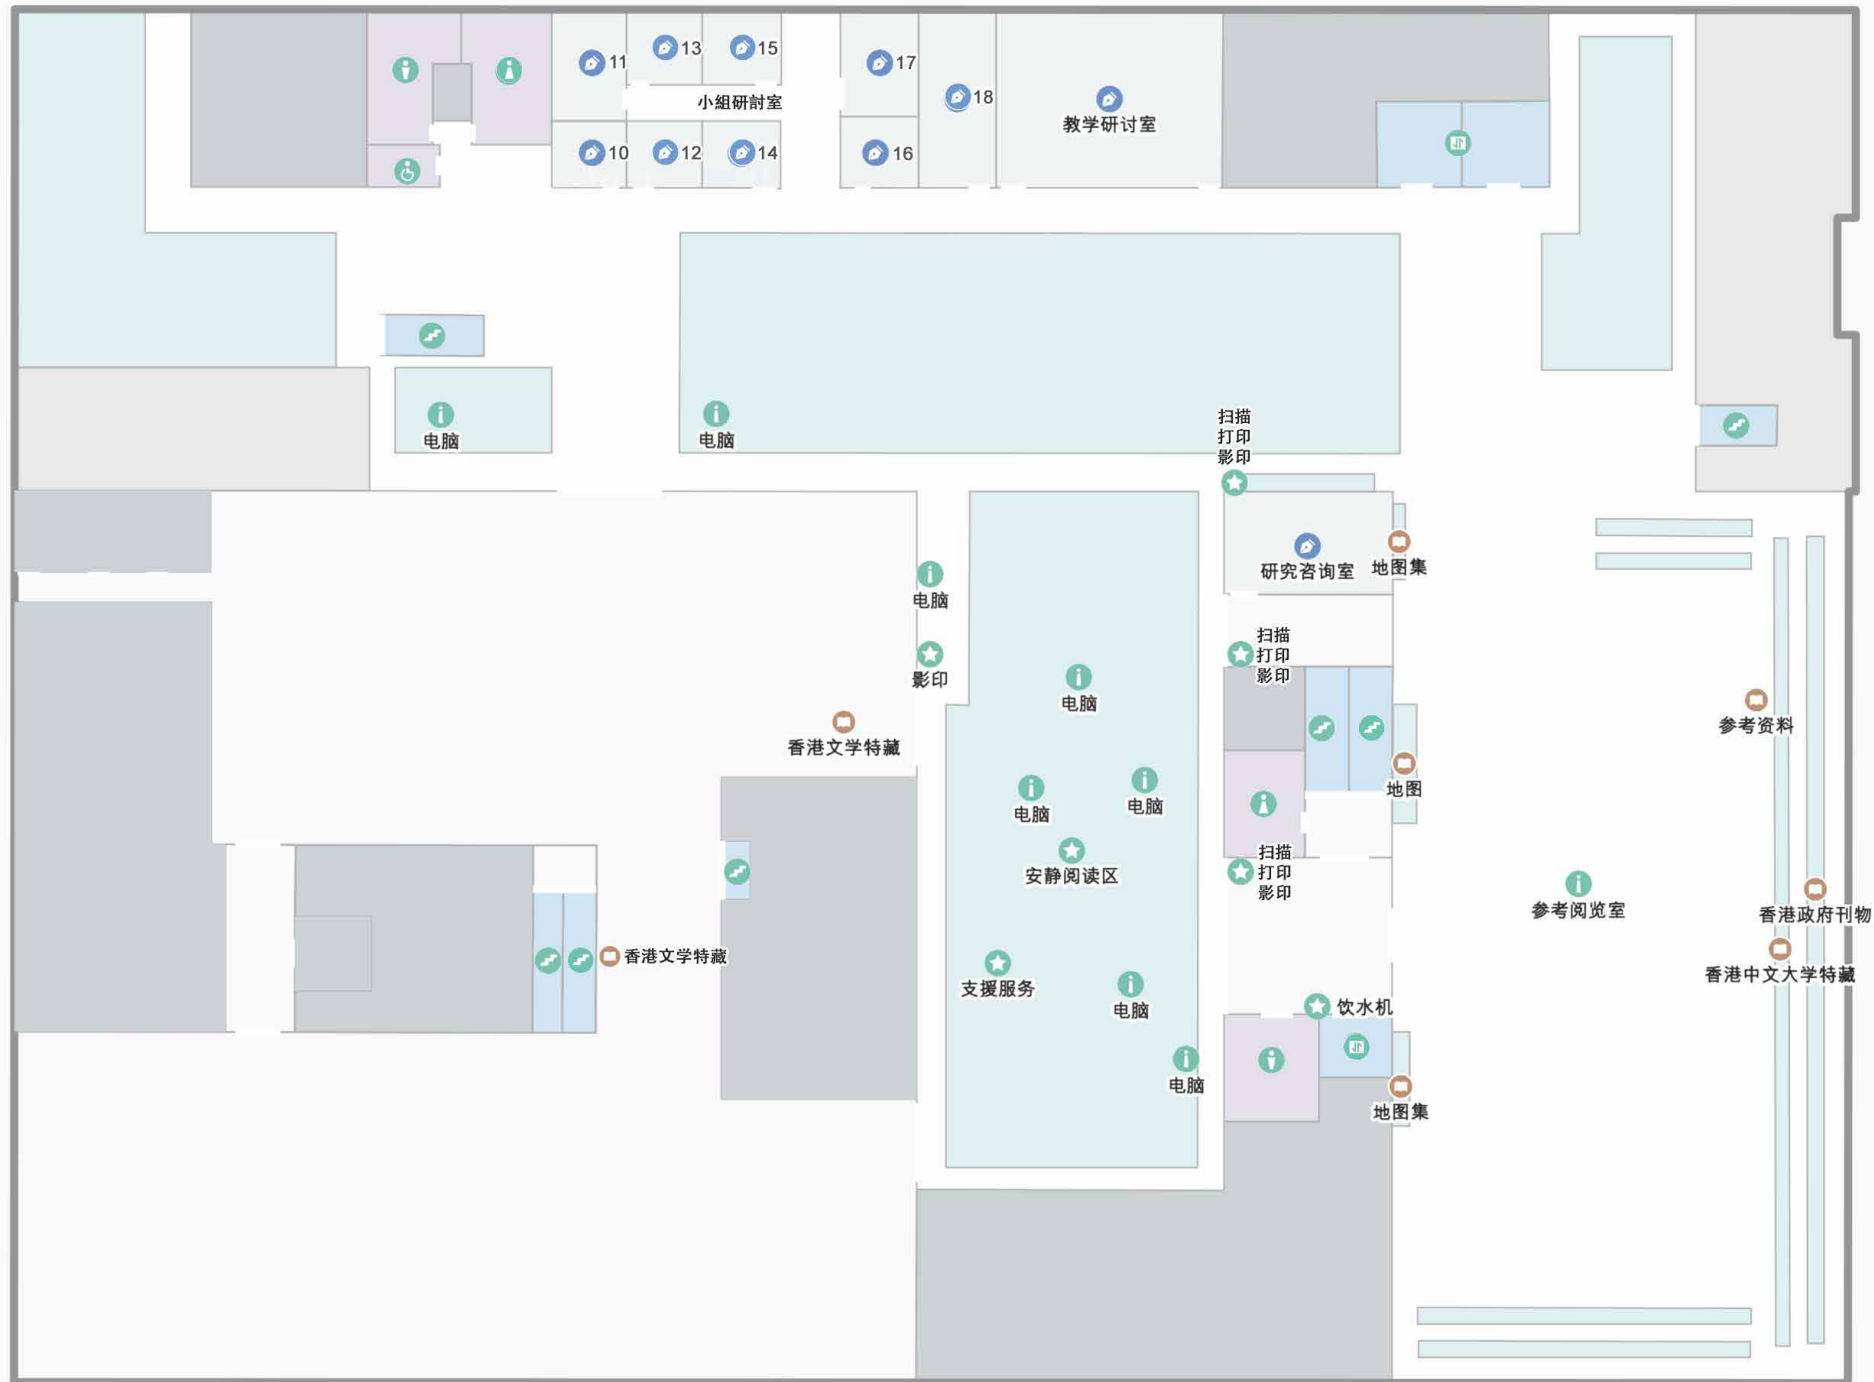 11
13
15
17
18
小組研討室
教学研讨室
10
12
14
16
电脑
电脑
扫描
打印
影印
研究咨询室
地图集
电脑
影印
扫描
打印
影印
电脑
香港文学特藏
参考资料
地图
电脑
电脑
安静阅读区
扫描
打印
影印
参考阅览室
香港政府刊物
香港文学特藏
香港中文大学特藏
支援服务
电脑
饮水机
电脑
地图集